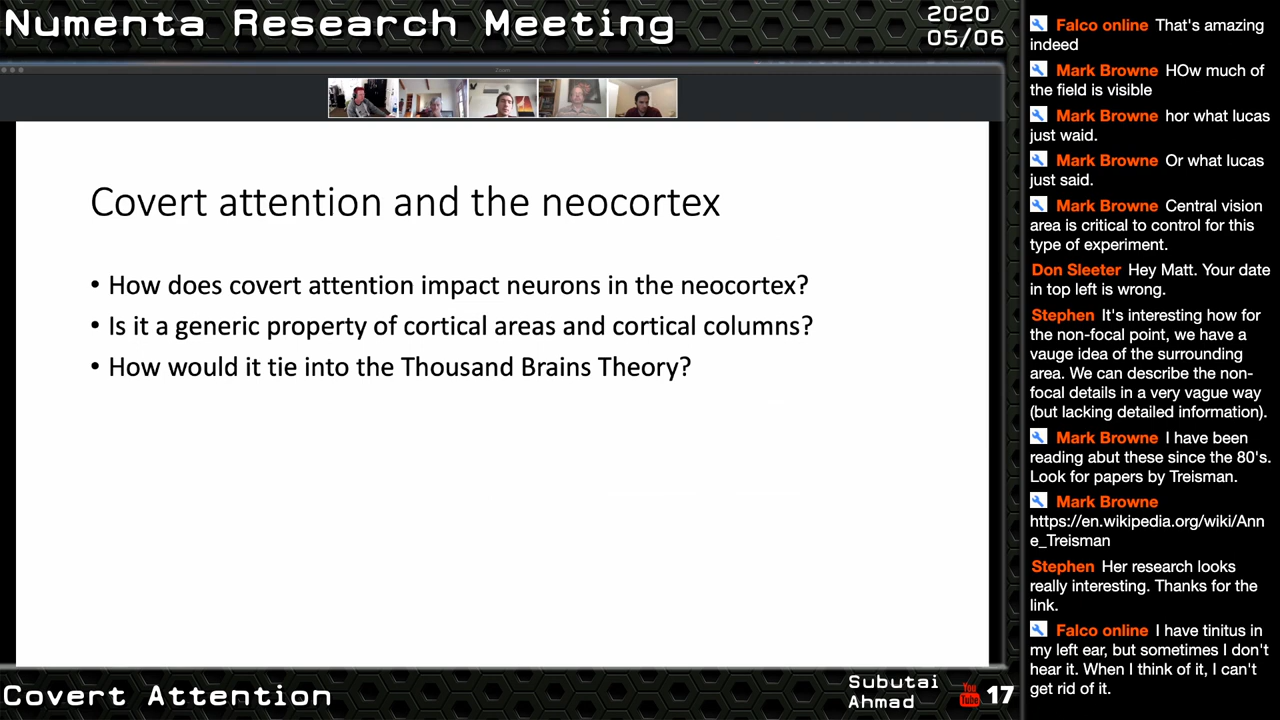 Numenta Research Meeting
2020
05/06
Covert attention and the neocortex
• How does covert attention impact neurons in the neocortex?
• Is it a generic property of cortical areas and cortical columns?
• How would it tie into the Thousand Brains Theory?
Falco online That's amazing
indeed
Mark Browne HOw much of
the field is visible
Mark Browne hor what lucas
just waid.
Mark Browne Or what lucas
just said.
Mark Browne Central vision
area is critical to control for this
type of experiment.
Don Sleeter Hey Matt. Your date
in top left is wrong.
Stephen It's interesting how for
the non-focal point, we have a
vauge idea of the surrounding
area. We can describe the non-
focal details in a very vague way
(but lacking detailed information).
Mark Browne I have been
reading abut these since the 80's.
Look for papers by Treisman.
Mark Browne
https://en.wikipedia.org/wiki/Ann
e_Treisman
Stephen Her research looks
really interesting. Thanks for the
link.
Falco online I have tinitus in
my left ear, but sometimes I don't
hear it. When I think of it, I can't
get rid of it.
Covert Attention
Subutai
Ahmad
You
Tube
17